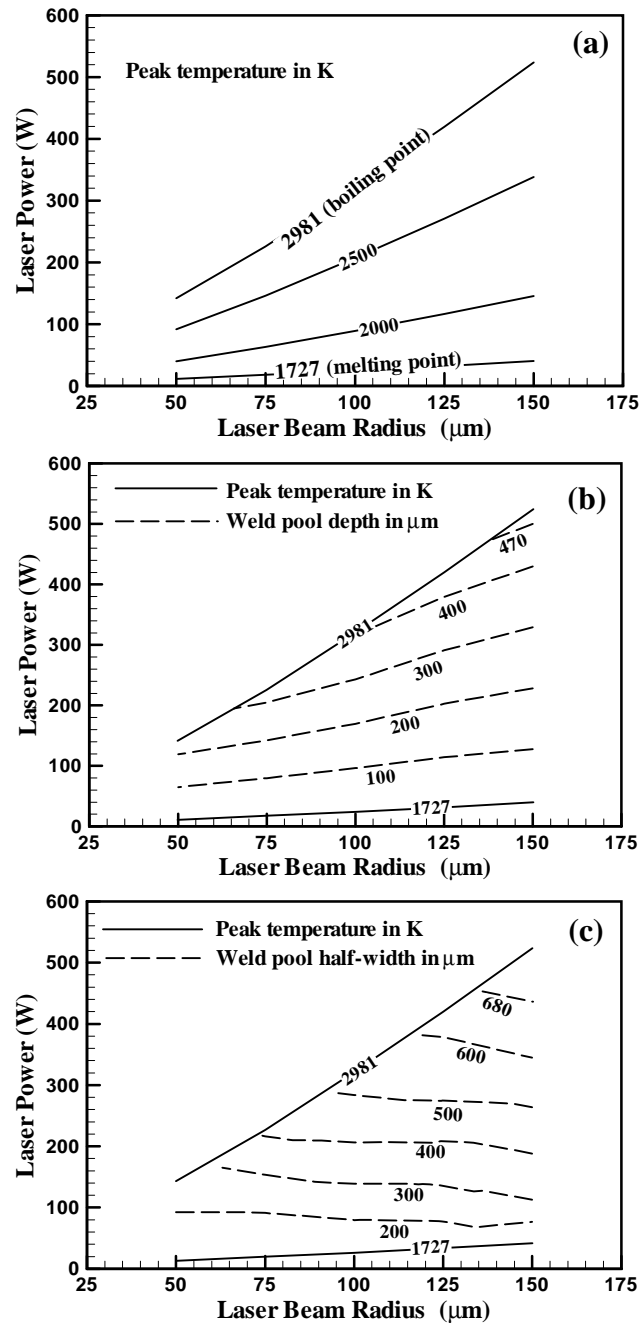 600
(a)
Peak temperature in K
500
400
2981 (boiling point)
300
2500
200
2000
100
1727 (melting point)
0
25 50 75 100 125 150 175
Laser Power (W)
Laser Beam Radius (μm)
600
Peak temperature in K
(b)
Weld pool depth in μm
500
470
400
400
2981
300
300
200
200
100
100
1727
0
25 50 75 100 125 150 175
Laser Power (W)
Laser Beam Radius (μm)
600
Peak temperature in K
(c)
Weld pool half-width in μm
500
680
400
600
2981
300
500
400
200
300
100
200
1727
0
25 50 75 100 125 150 175
Laser Power (W)
Laser Beam Radius (μm)